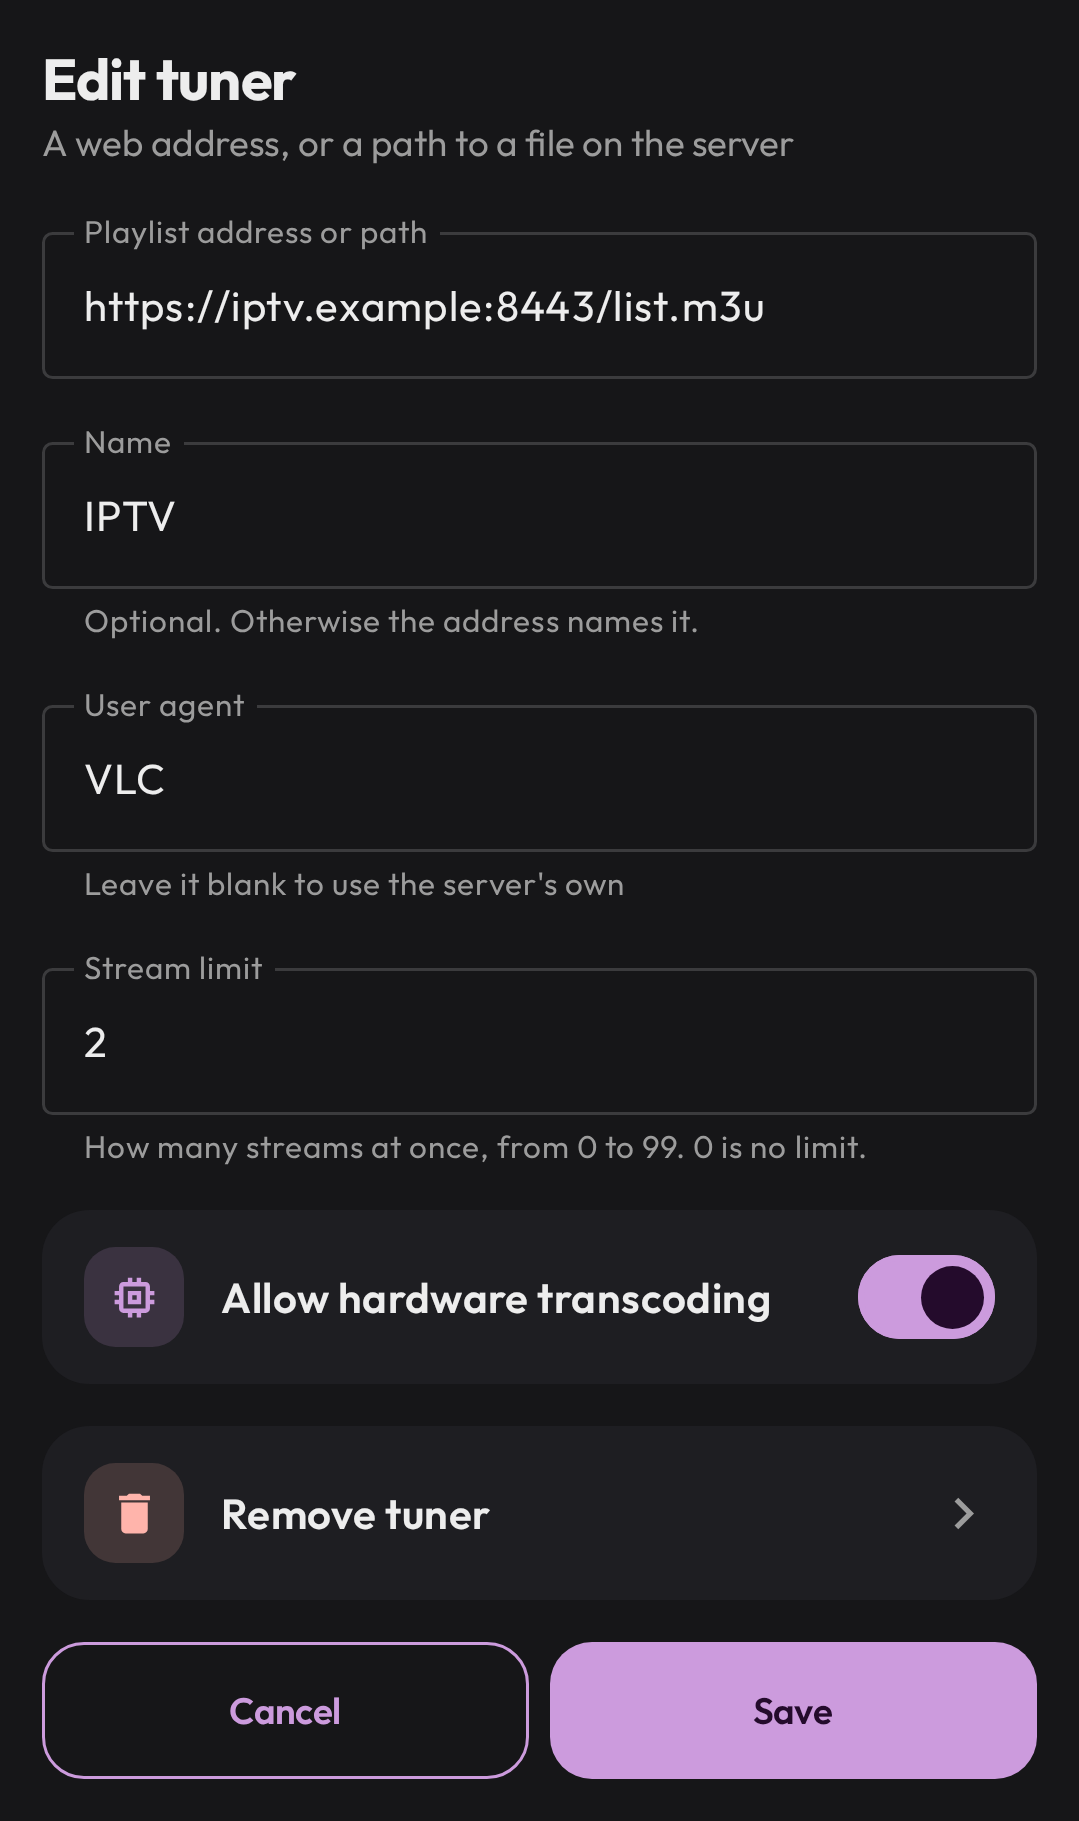 Edit tuner
A web address, or a path to a file on the server
Playlist address or path
https://iptv.example:8443/list.m3u
Name
IPTV
Optional. Otherwise the address names it.
User agent
VLC
Leave it blank to use the server's own
Stream limit
2
How many streams at once, from 0 to 99. 0 is no limit.
Allow hardware transcoding
Remove tuner
Cancel
Save